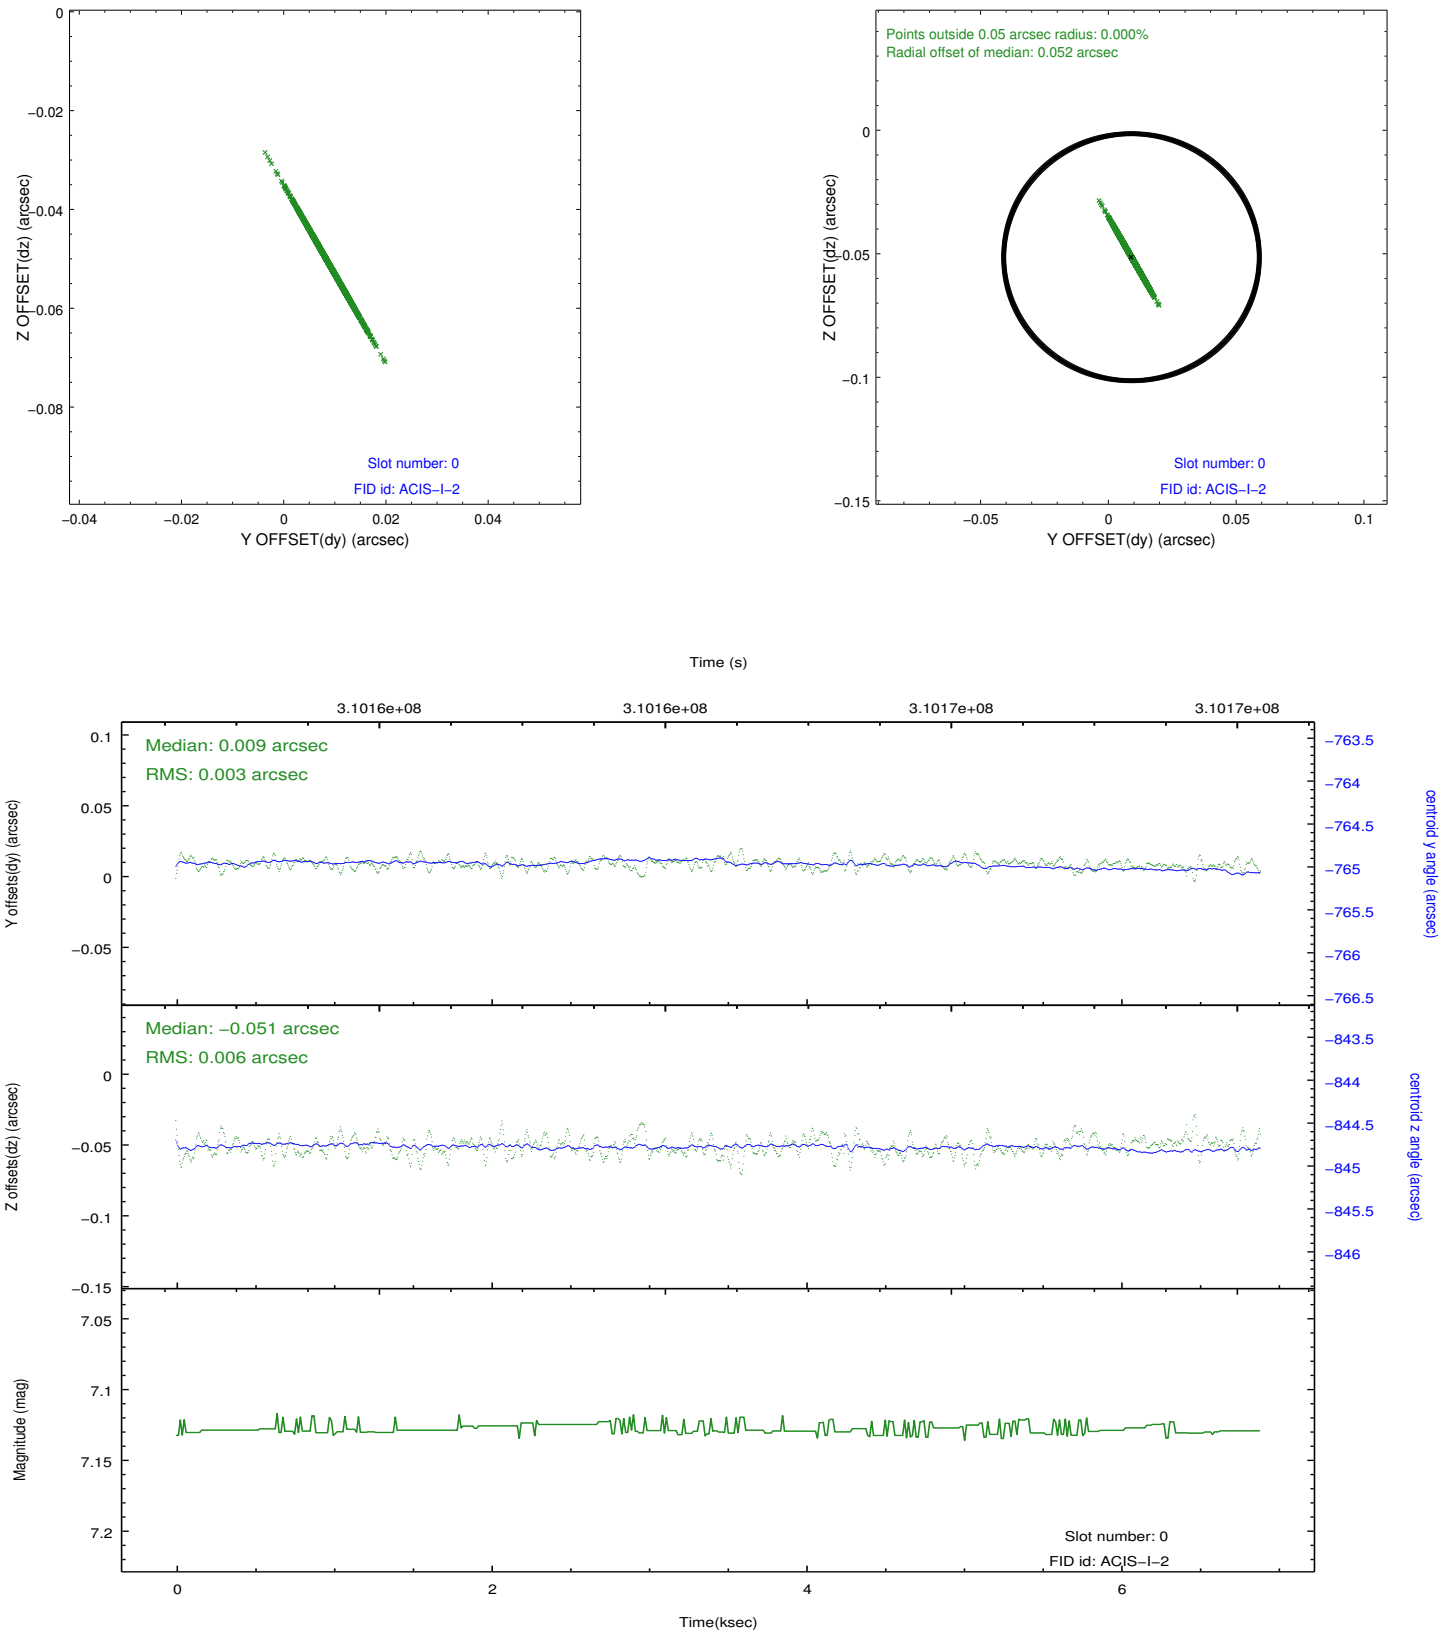 0
−0.02
−0.04
−0.06
−0.08
Z OFFSET(dz) (arcsec)
Slot number: 0
FID id: ACIS−I−2
−0.04
−0.02
0
0.02
0.04
Y OFFSET(dy) (arcsec)
Points outside 0.05 arcsec radius: 0.000%
Radial offset of median: 0.052 arcsec
0
−0.05
−0.1
−0.15
Z OFFSET(dz) (arcsec)
Slot number: 0
FID id: ACIS−I−2
−0.05
0
0.05
0.1
Y OFFSET(dy) (arcsec)
Time (s)
3.1016e+08
3.1016e+08
3.1017e+08
3.1017e+08
Median: 0.009 arcsec
RMS: 0.003 arcsec
0.1
0.05
0
−0.05
Y offsets(dy) (arcsec)
−763.5
−764
−764.5
−765
−765.5
−766
−766.5
centroid y angle (arcsec)
Median: −0.051 arcsec
RMS: 0.006 arcsec
0
−0.05
−0.1
−0.15
Z offsets(dz) (arcsec)
−843.5
−844
−844.5
−845
−845.5
−846
centroid z angle (arcsec)
7.05
7.1
7.15
7.2
Magnitude (mag)
Slot number: 0
FID id: ACIS−I−2
0
2
4
6
Time(ksec)